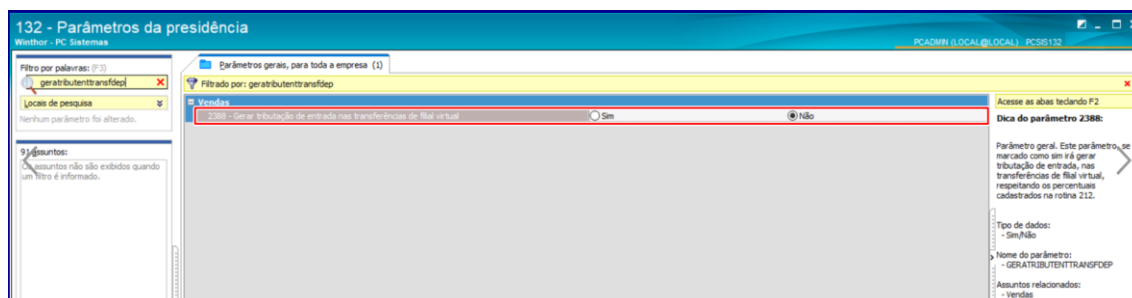 132 - Parâmetros da presidência
Winthor - PC Sistemas
PCADMIN (LOCAL@LOCAL) PCSIS132
Filtro por palavras: (F3)
geratributenttransfdep
Locais de pesquisa
Nenhum parâmetro foi alterado.
91 assuntos:
Os assuntos não são exibidos quando
um filtro é informado.
Parâmetros gerais, para toda a empresa (1)
Filtrado por: geratributenttransfdep
Vendas
2388 - Gerar tributação de entrada nas transferências de filial virtual
Sim
Não
Acesse as abas teclando F2
Dica do parâmetro 2388:
Parâmetro geral. Este parâmetro, se
marcado como sim irá gerar
tributação de entrada, nas
transferências de filial virtual,
respeitando os percentuais
cadastrados na rotina 212.
Tipo de dados:
- Sim/Não
Nome do parâmetro:
- GERATRIBUTENTTRANSFDEP
Assuntos relacionados:
- Vendas